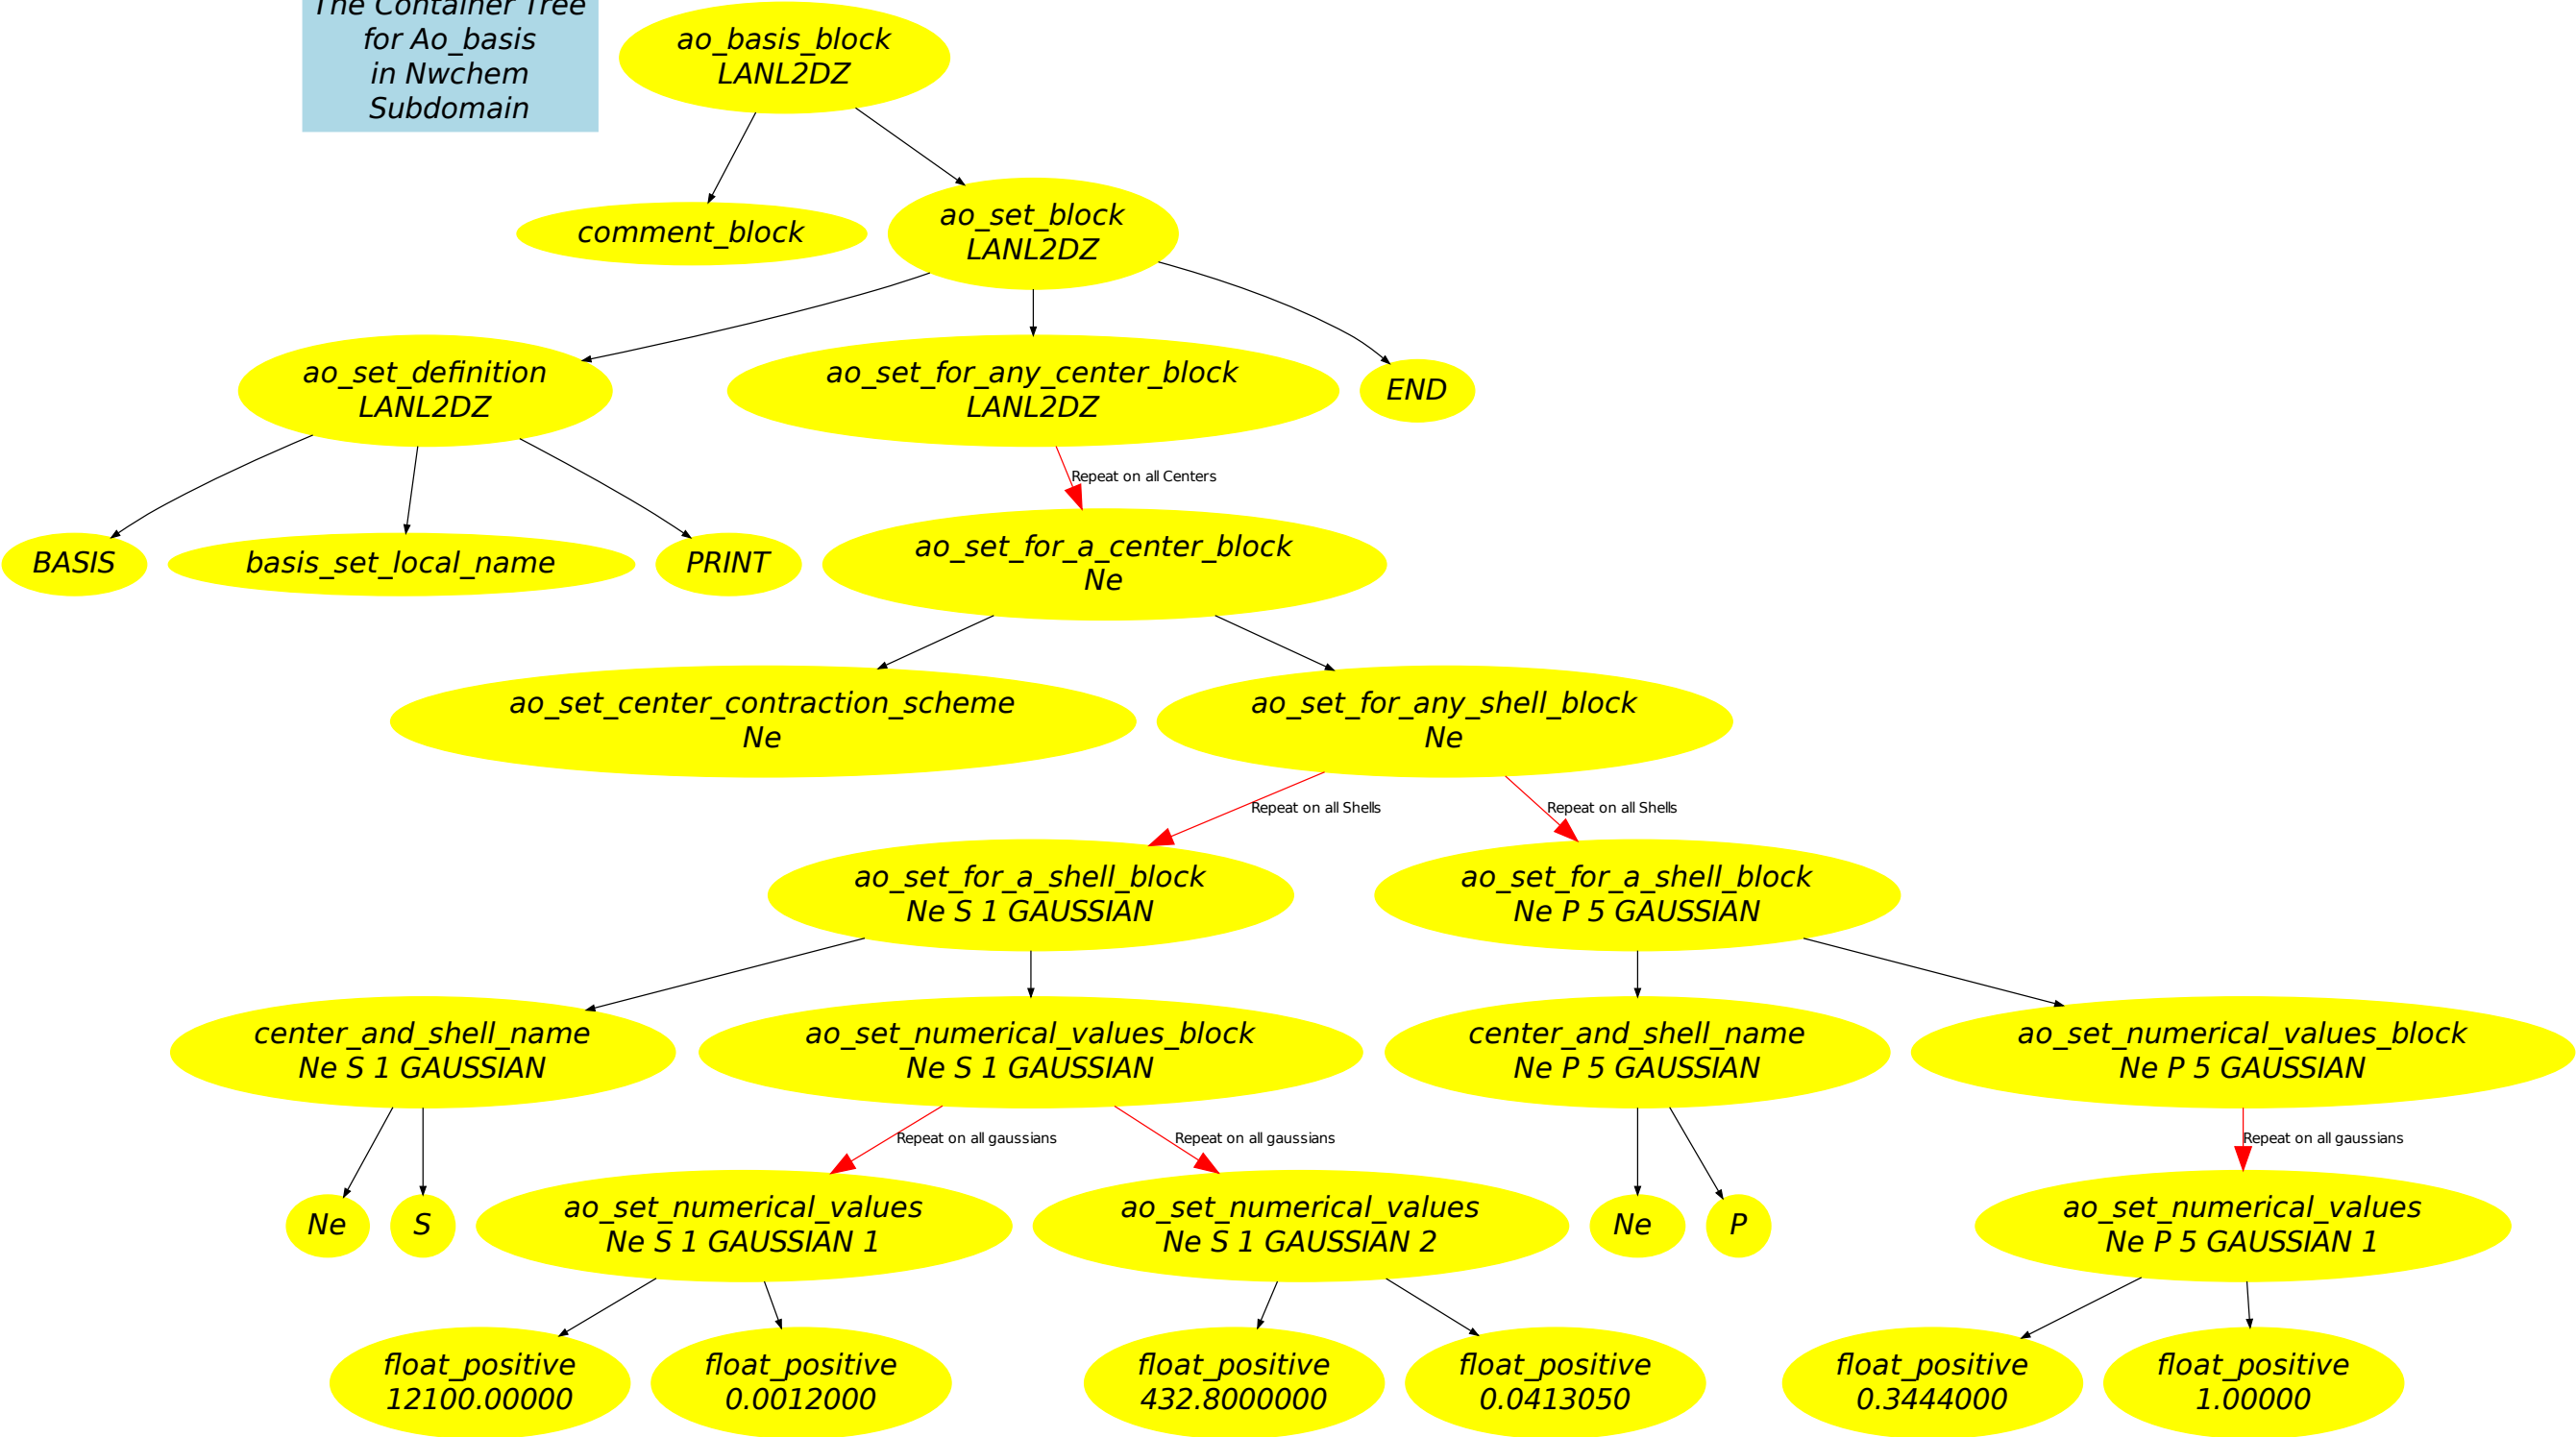 The Container Tree
for Ao_basis
in Nwchem
Subdomain
ao_basis_block
LANL2DZ
comment_block
ao_set_block
LANL2DZ
ao_set_definition
LANL2DZ
ao_set_for_any_center_block
LANL2DZ
END
Repeat on all Centers
BASIS
basis_set_local_name
PRINT
ao_set_for_a_center_block
Ne
ao_set_center_contraction_scheme
Ne
ao_set_for_any_shell_block
Ne
Repeat on all Shells
Repeat on all Shells
ao_set_for_a_shell_block
Ne S 1 GAUSSIAN
ao_set_for_a_shell_block
Ne P 5 GAUSSIAN
center_and_shell_name
Ne S 1 GAUSSIAN
ao_set_numerical_values_block
Ne S 1 GAUSSIAN
center_and_shell_name
Ne P 5 GAUSSIAN
ao_set_numerical_values_block
Ne P 5 GAUSSIAN
Repeat on all gaussians
Repeat on all gaussians
Repeat on all gaussians
Ne
S
ao_set_numerical_values
Ne S 1 GAUSSIAN 1
ao_set_numerical_values
Ne S 1 GAUSSIAN 2
Ne
P
ao_set_numerical_values
Ne P 5 GAUSSIAN 1
float_positive
12100.00000
float_positive
0.0012000
float_positive
432.8000000
float_positive
0.0413050
float_positive
0.3444000
float_positive
1.00000